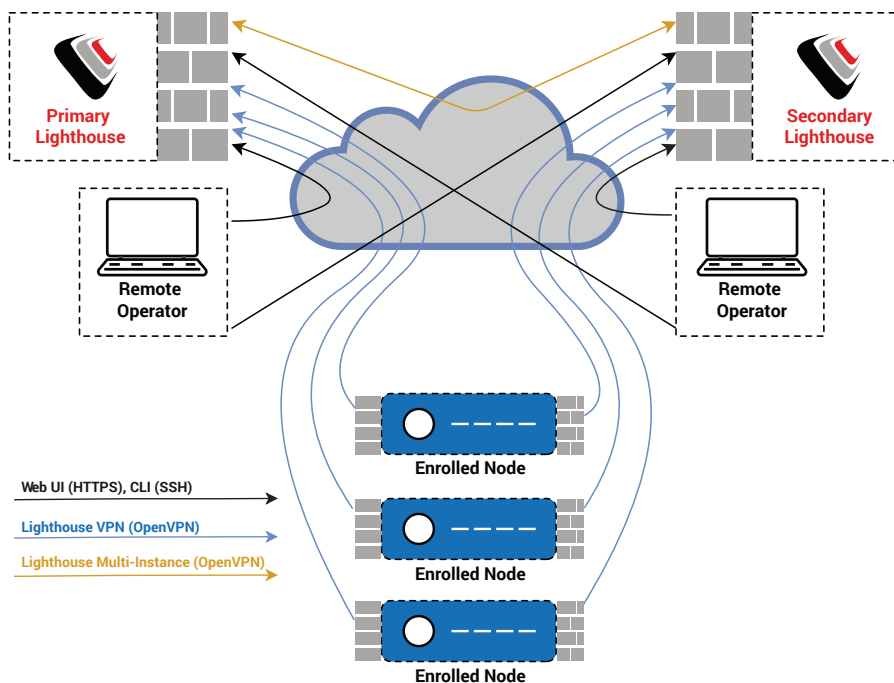 Primary
Lighthouse
Secondary
Lighthouse
Remote
Operator
Remote
Operator
Enrolled Node
Web UI (HTTPS), CLI (SSH)
Lighthouse VPN (OpenVPN)
Lighthouse Multi-Instance (OpenVPN)
Enrolled Node
Enrolled Node